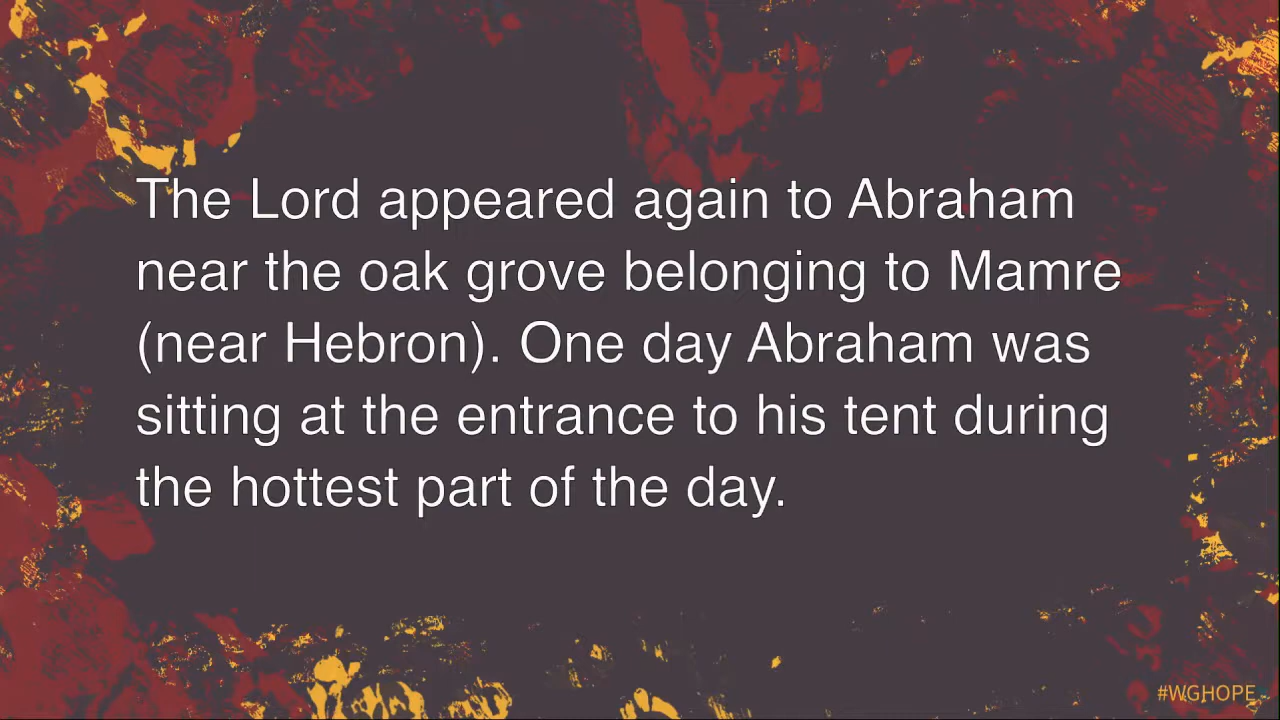 The Lord appeared again to Abraham
near the oak grove belonging to Mamre
(near Hebron). One day Abraham was
sitting at the entrance to his tent during
the hottest part of the day.
#WGHOPE